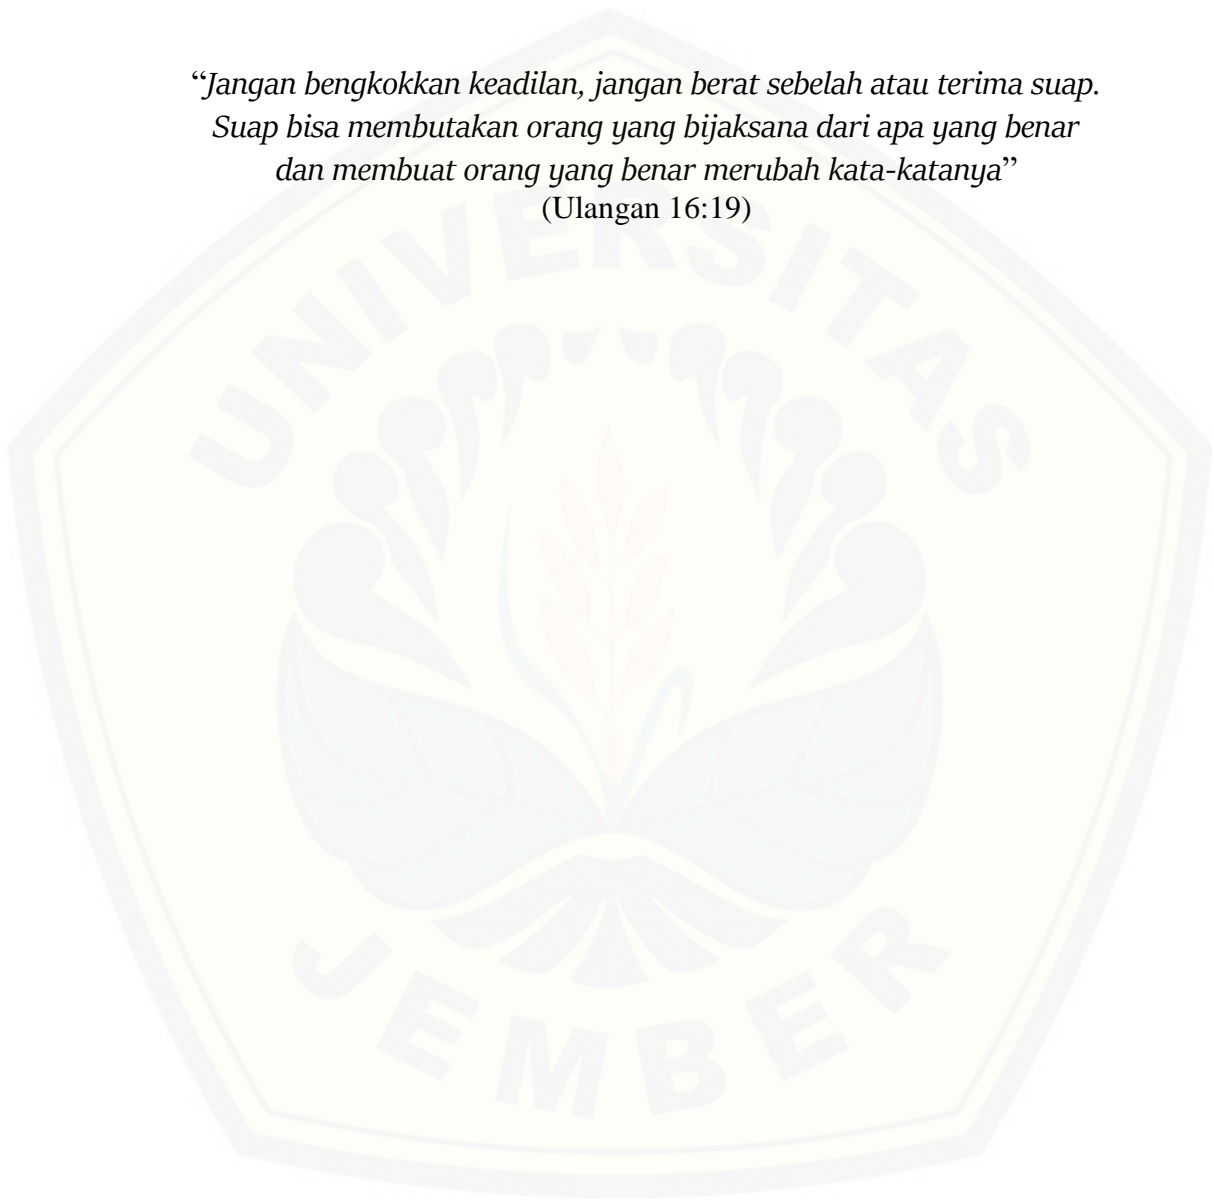 “Jangan bengkokkan keadilan, jangan berat sebelah atau terima suap.
Suap bisa membutakan orang yang bijaksana dari apa yang benar
dan membuat orang yang benar merubah kata-katanya”
(Ulangan 16:19)
UNIVERSITAS
JEMBER